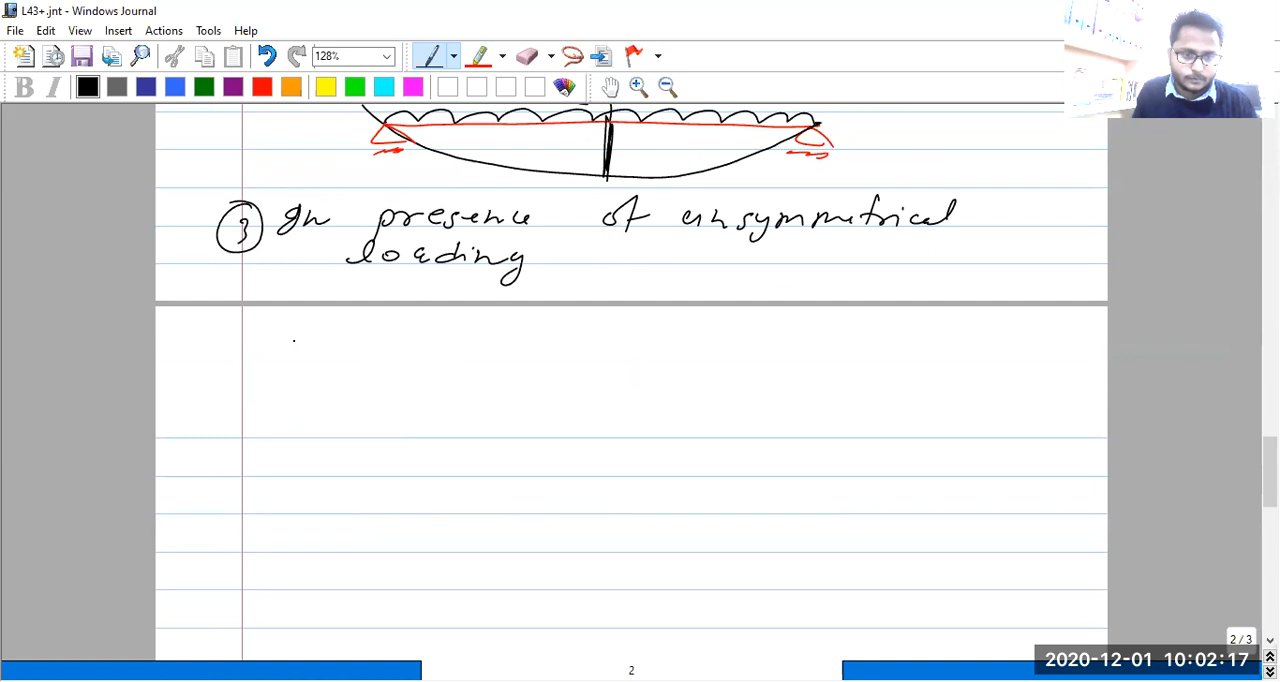 L43+.jnt - Windows Journal
File Edit View Insert Actions Tools Help
128%
B I
③ In presence of unsymmetrical
loading
2 / 3
2020-12-01 10:02:17
2